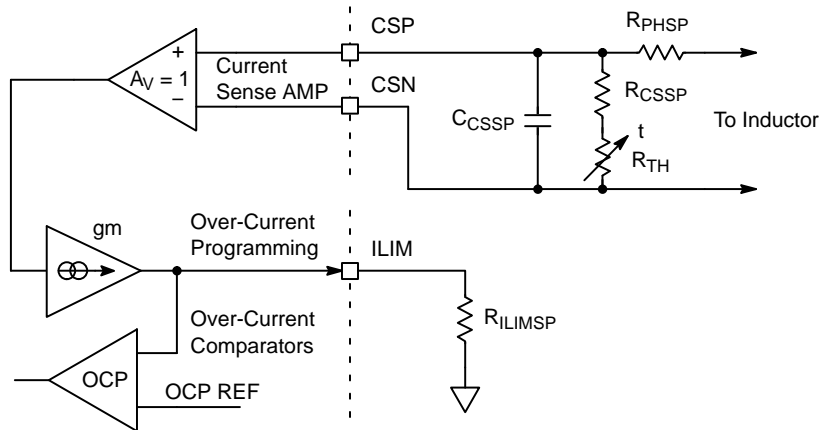 CSP
R_PHSP
+
A_V = 1
−
Current
Sense AMP
CSN
C_CSSP
R_CSSP
t
R_TH
To Inductor
gm
Over-Current
Programming
ILIM
Over-Current
Comparators
R_ILIMSP
OCP
OCP REF